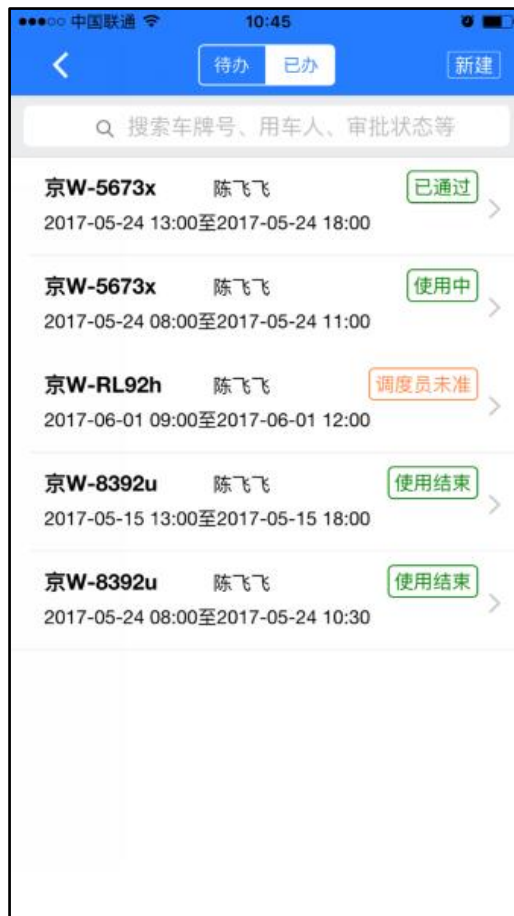 中国联通 10:45
待办 已办 新建
搜索车牌号、用车人、审批状态等
京W-5673x 陈飞飞 已通过
2017-05-24 13:00至2017-05-24 18:00
京W-5673x 陈飞飞 使用中
2017-05-24 08:00至2017-05-24 11:00
京W-RL92h 陈飞飞 调度员未准
2017-06-01 09:00至2017-06-01 12:00
京W-8392u 陈飞飞 使用结束
2017-05-15 13:00至2017-05-15 18:00
京W-8392u 陈飞飞 使用结束
2017-05-24 08:00至2017-05-24 10:30